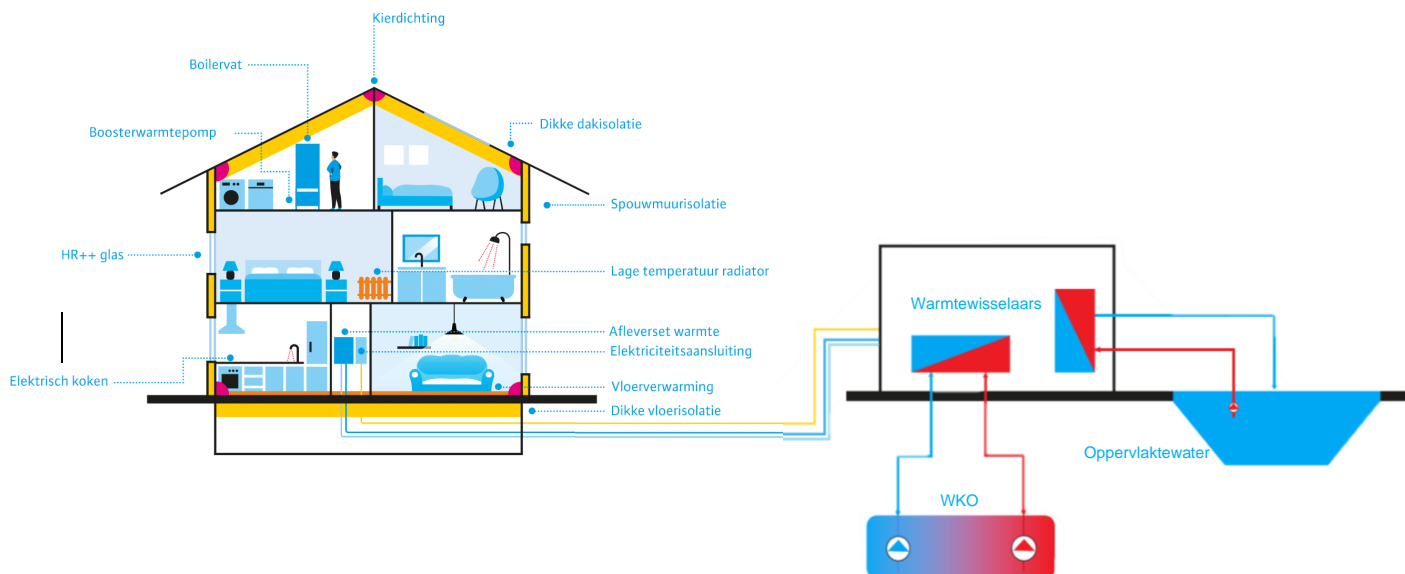 Kierdichting
Boilervat
Boosterwarmtepomp
Dikke dakisolatie
Spouwmuurisolatie
HR++ glas
Lage temperatuur radiator
Warmtewisselaars
Afleverset warmte
Elektriciteitsaansluiting
Elektrisch koken
Vloerverwarming
Dikke vloerisolatie
Oppervlaktewater
WKO